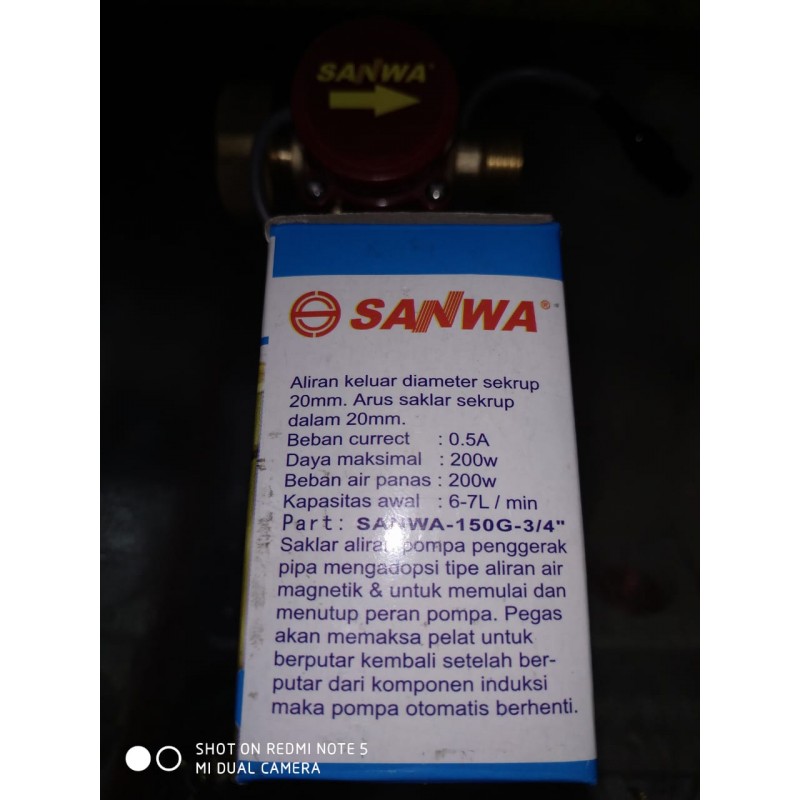 SANWA
SANWA®
Aliran keluar diameter sekrup
20mm. Arus saklar sekrup
dalam 20mm.
Beban currect : 0.5A
Daya maksimal : 200w
Beban air panas : 200w
Kapasitas awal : 6-7L / min
Part: SANWA-150G-3/4"
Saklar aliran pompa penggerak
pipa mengadopsi tipe aliran air
magnetik & untuk memulai dan
menutup peran pompa. Pegas
akan memaksa pelat untuk
berputar kembali setelah ber-
putar dari komponen induksi
maka pompa otomatis berhenti.
SHOT ON REDMI NOTE 5
MI DUAL CAMERA